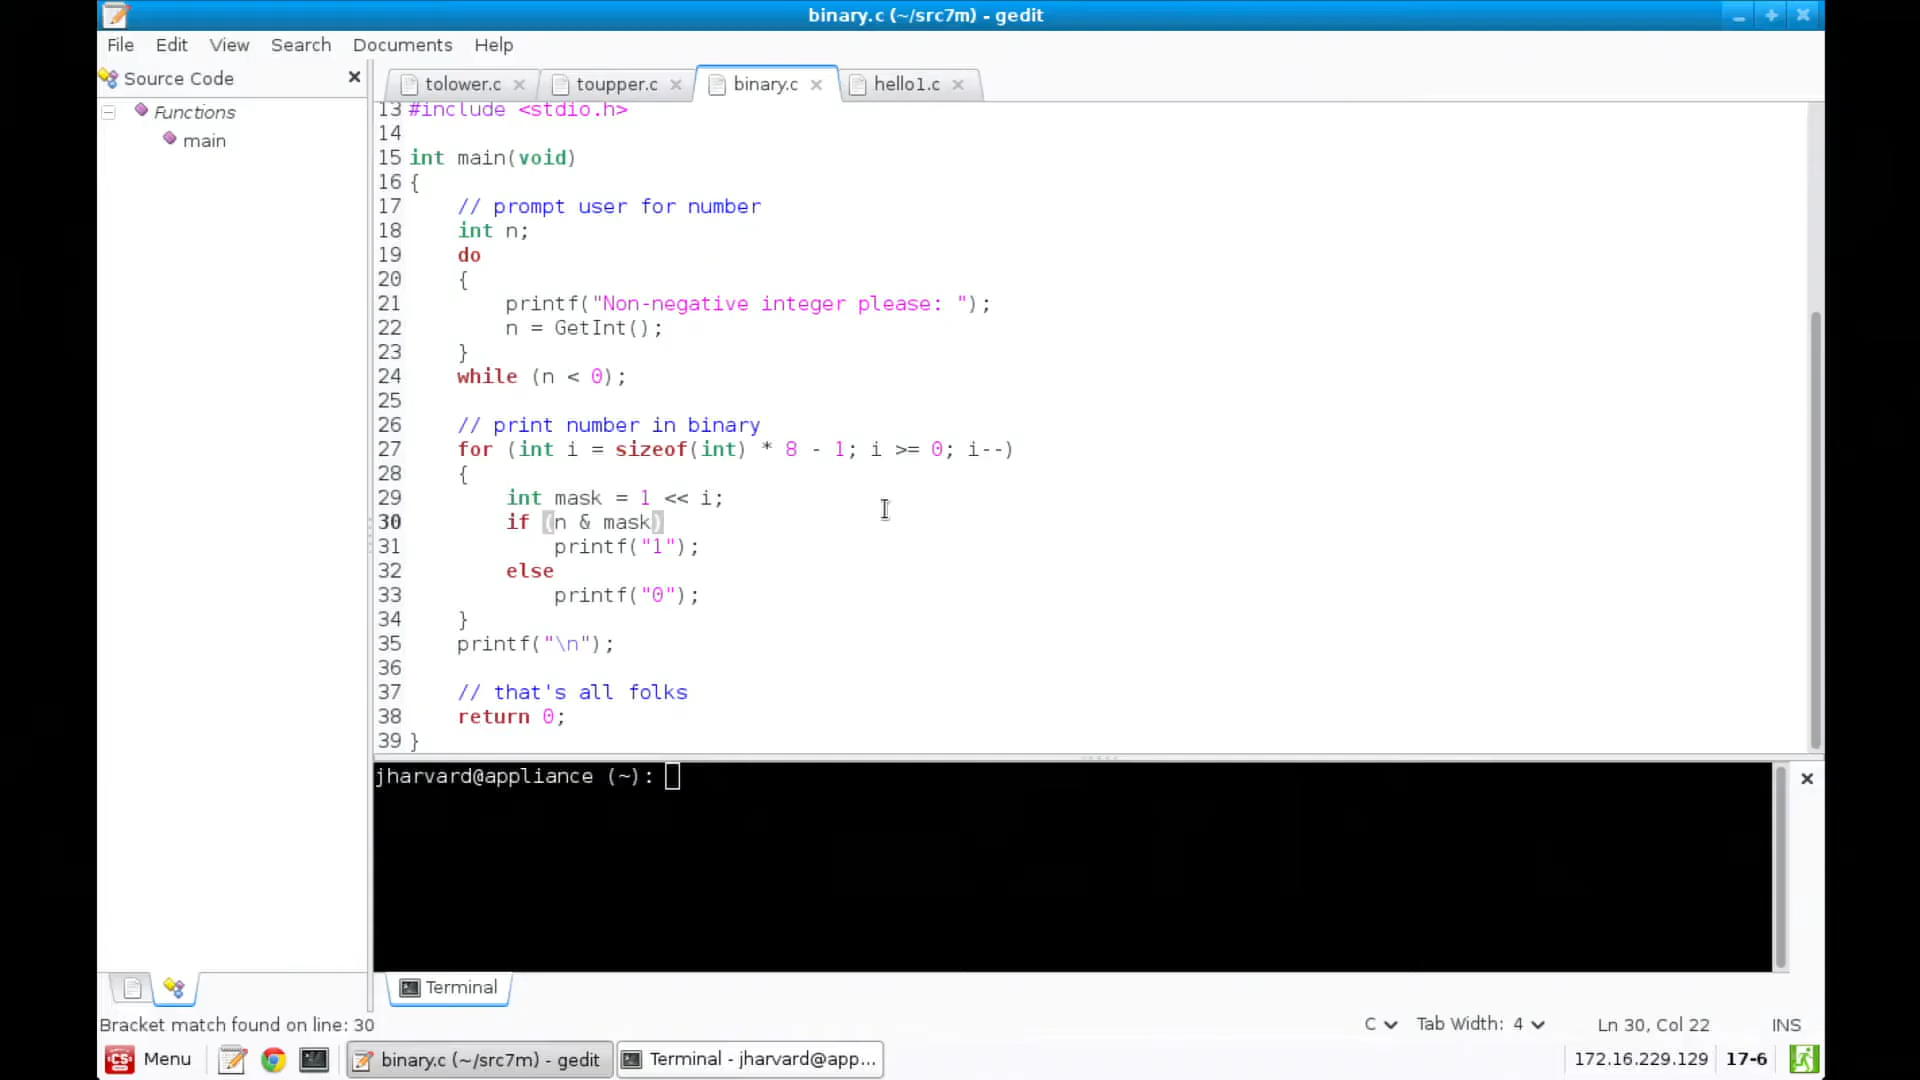 binary.c (~/src7m) - gedit
File Edit View Search Documents Help
Source Code
Functions
main
tolower.c toupper.c binary.c hello1.c
13 #include <stdio.h>
14
15 int main(void)
16 {
17     // prompt user for number
18     int n;
19     do
20     {
21         printf("Non-negative integer please: ");
22         n = GetInt();
23     }
24     while (n < 0);
25
26     // print number in binary
27     for (int i = sizeof(int) * 8 - 1; i >= 0; i--)
28     {
29         int mask = 1 << i;
30         if (n & mask)
31             printf("1");
32         else
33             printf("0");
34     }
35     printf("\n");
36
37     // that's all folks
38     return 0;
39 }
jharvard@appliance (~):
Terminal
Bracket match found on line: 30 C Tab Width: 4 Ln 30, Col 22 INS
CS Menu binary.c (~/src7m) - gedit Terminal - jharvard@app... 172.16.229.129 17-6